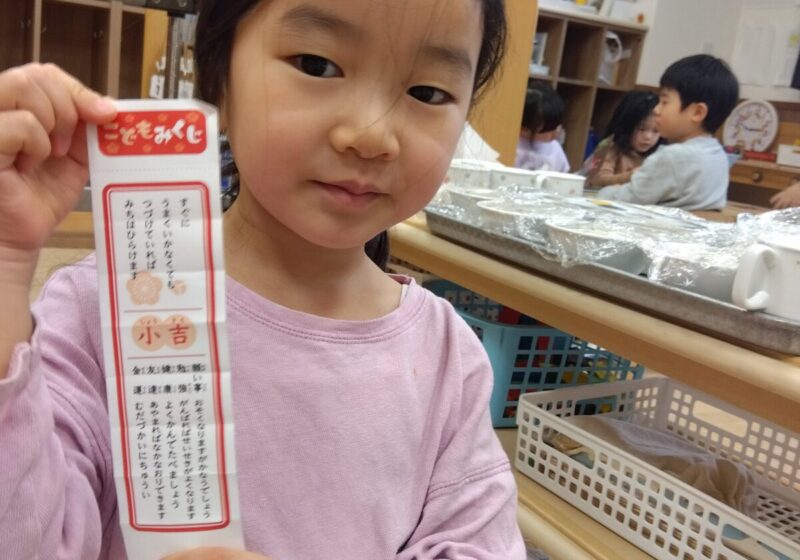 こどもみくじ
すぐに
うまくいかなくても
つづけていれば
みちはひらけます
小吉
願い事 おそくなりますがかなうでしょう
勉強 がんばればせいせきがよくなります
健康 よくかんでたべましょう
友達 あやまればなかなおりできます
金運 むだづかいにちゅうい